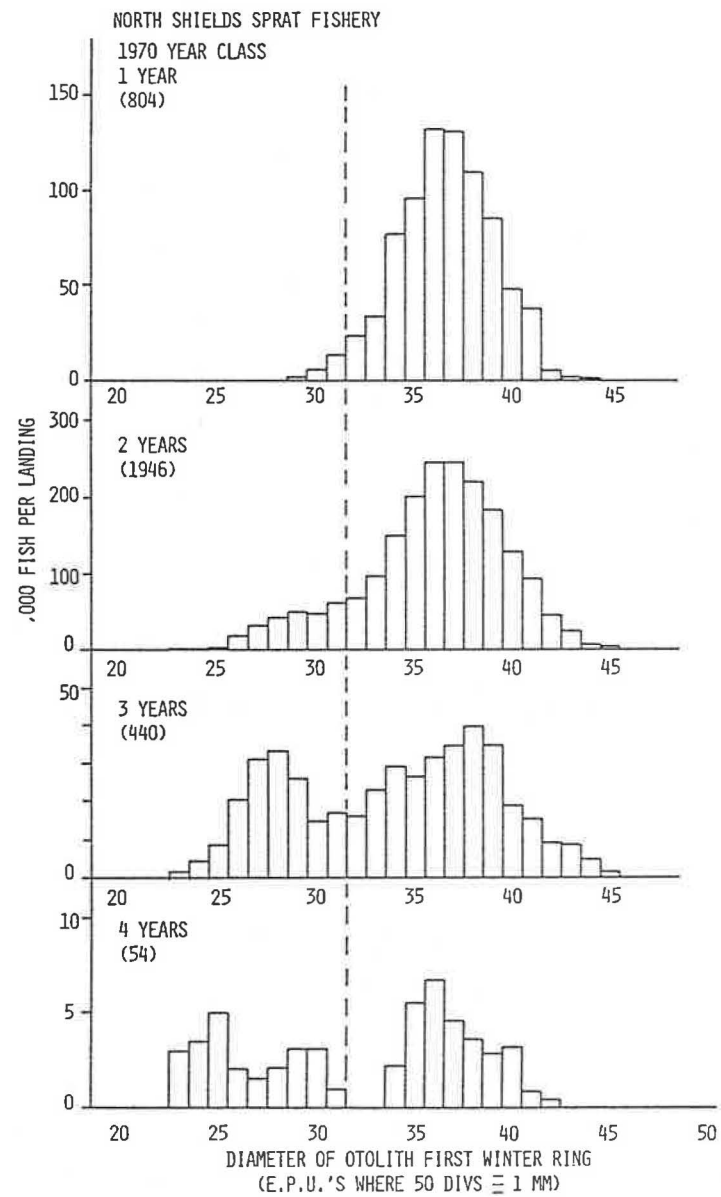 NORTH SHIELDS SPRAT FISHERY
1970 YEAR CLASS
1 YEAR
(804)
150
100
50
0
20 25 30 35 40 45
,000 FISH PER LANDING
2 YEARS
(1946)
300
200
100
0
20 25 30 35 40 45
3 YEARS
(440)
50
0
20 25 30 35 40 45
4 YEARS
(54)
10
5
0
20 25 30 35 40 45 50
DIAMETER OF OTOLITH FIRST WINTER RING
(E.P.U.'S WHERE 50 DIVS ≡ 1 MM)